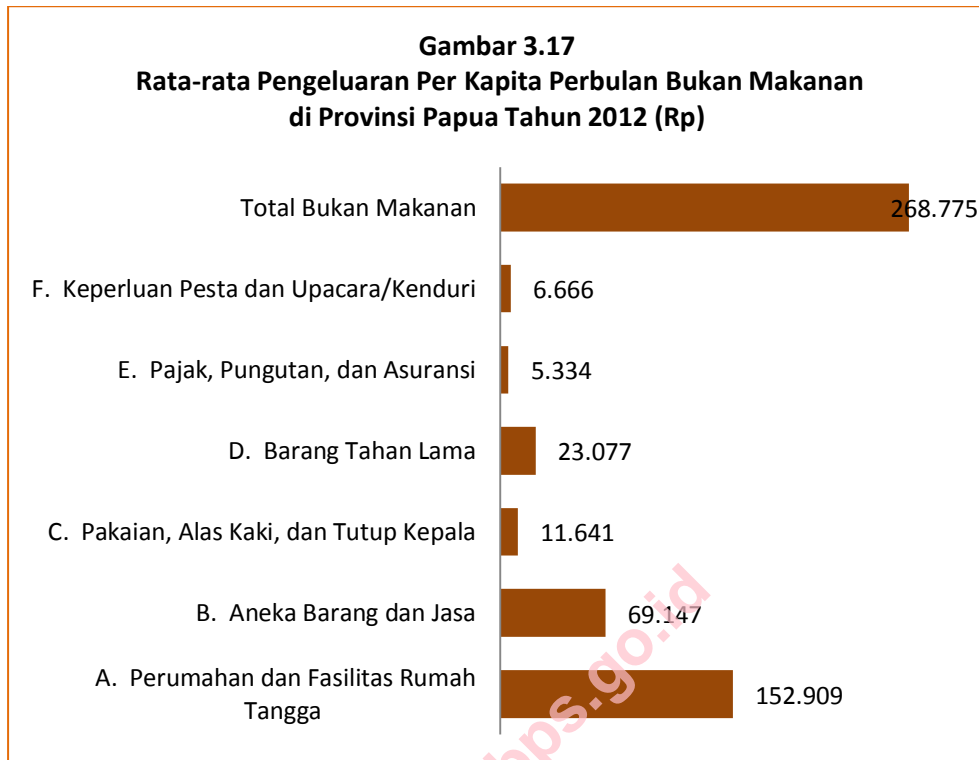 Gambar 3.17
Rata-rata Pengeluaran Per Kapita Perbulan Bukan Makanan
di Provinsi Papua Tahun 2012 (Rp)
Total Bukan Makanan 268.775
F. Keperluan Pesta dan Upacara/Kenduri 6.666
E. Pajak, Pungutan, dan Asuransi 5.334
D. Barang Tahan Lama 23.077
C. Pakaian, Alas Kaki, dan Tutup Kepala 11.641
B. Aneka Barang dan Jasa 69.147
A. Perumahan dan Fasilitas Rumah
Tangga 152.909
bps.go.id